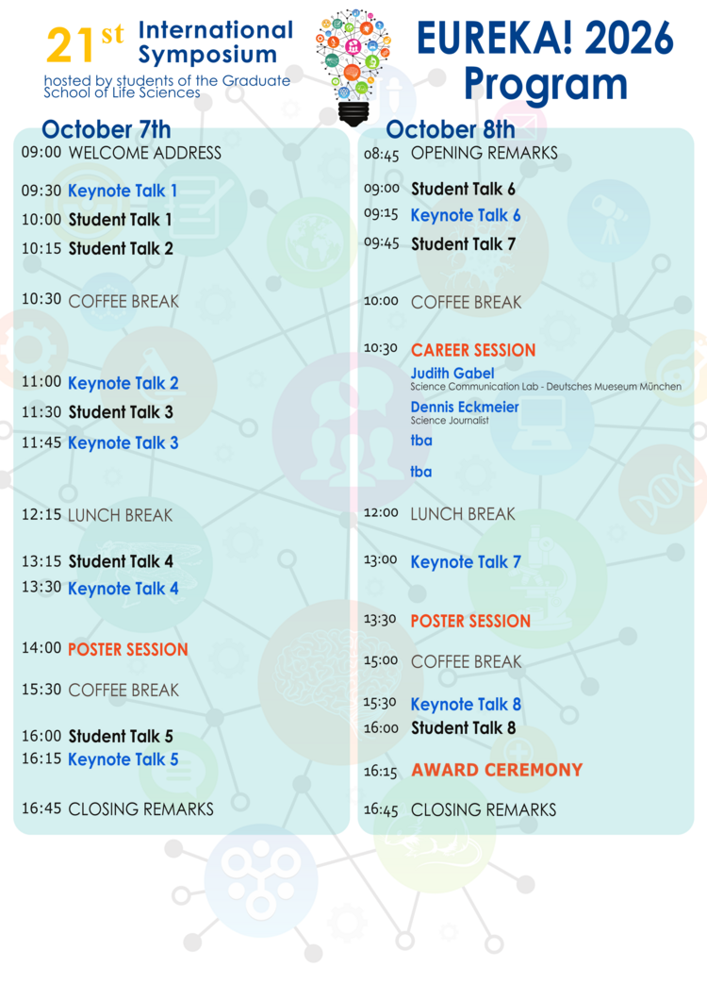 21st International Symposium
hosted by students of the Graduate
School of Life Sciences
EUREKA! 2026
Program
October 7th
09:00 WELCOME ADDRESS
09:30 Keynote Talk 1
10:00 Student Talk 1
10:15 Student Talk 2
10:30 COFFEE BREAK
11:00 Keynote Talk 2
11:30 Student Talk 3
11:45 Keynote Talk 3
12:15 LUNCH BREAK
13:15 Student Talk 4
13:30 Keynote Talk 4
14:00 POSTER SESSION
15:30 COFFEE BREAK
16:00 Student Talk 5
16:15 Keynote Talk 5
16:45 CLOSING REMARKS
October 8th
08:45 OPENING REMARKS
09:00 Student Talk 6
09:15 Keynote Talk 6
09:45 Student Talk 7
10:00 COFFEE BREAK
10:30 CAREER SESSION
Judith Gabel
Science Communication Lab - Deutsches Mueseum München
Dennis Eckmeier
Science Journalist
tba
tba
12:00 LUNCH BREAK
13:00 Keynote Talk 7
13:30 POSTER SESSION
15:00 COFFEE BREAK
15:30 Keynote Talk 8
16:00 Student Talk 8
16:15 AWARD CEREMONY
16:45 CLOSING REMARKS